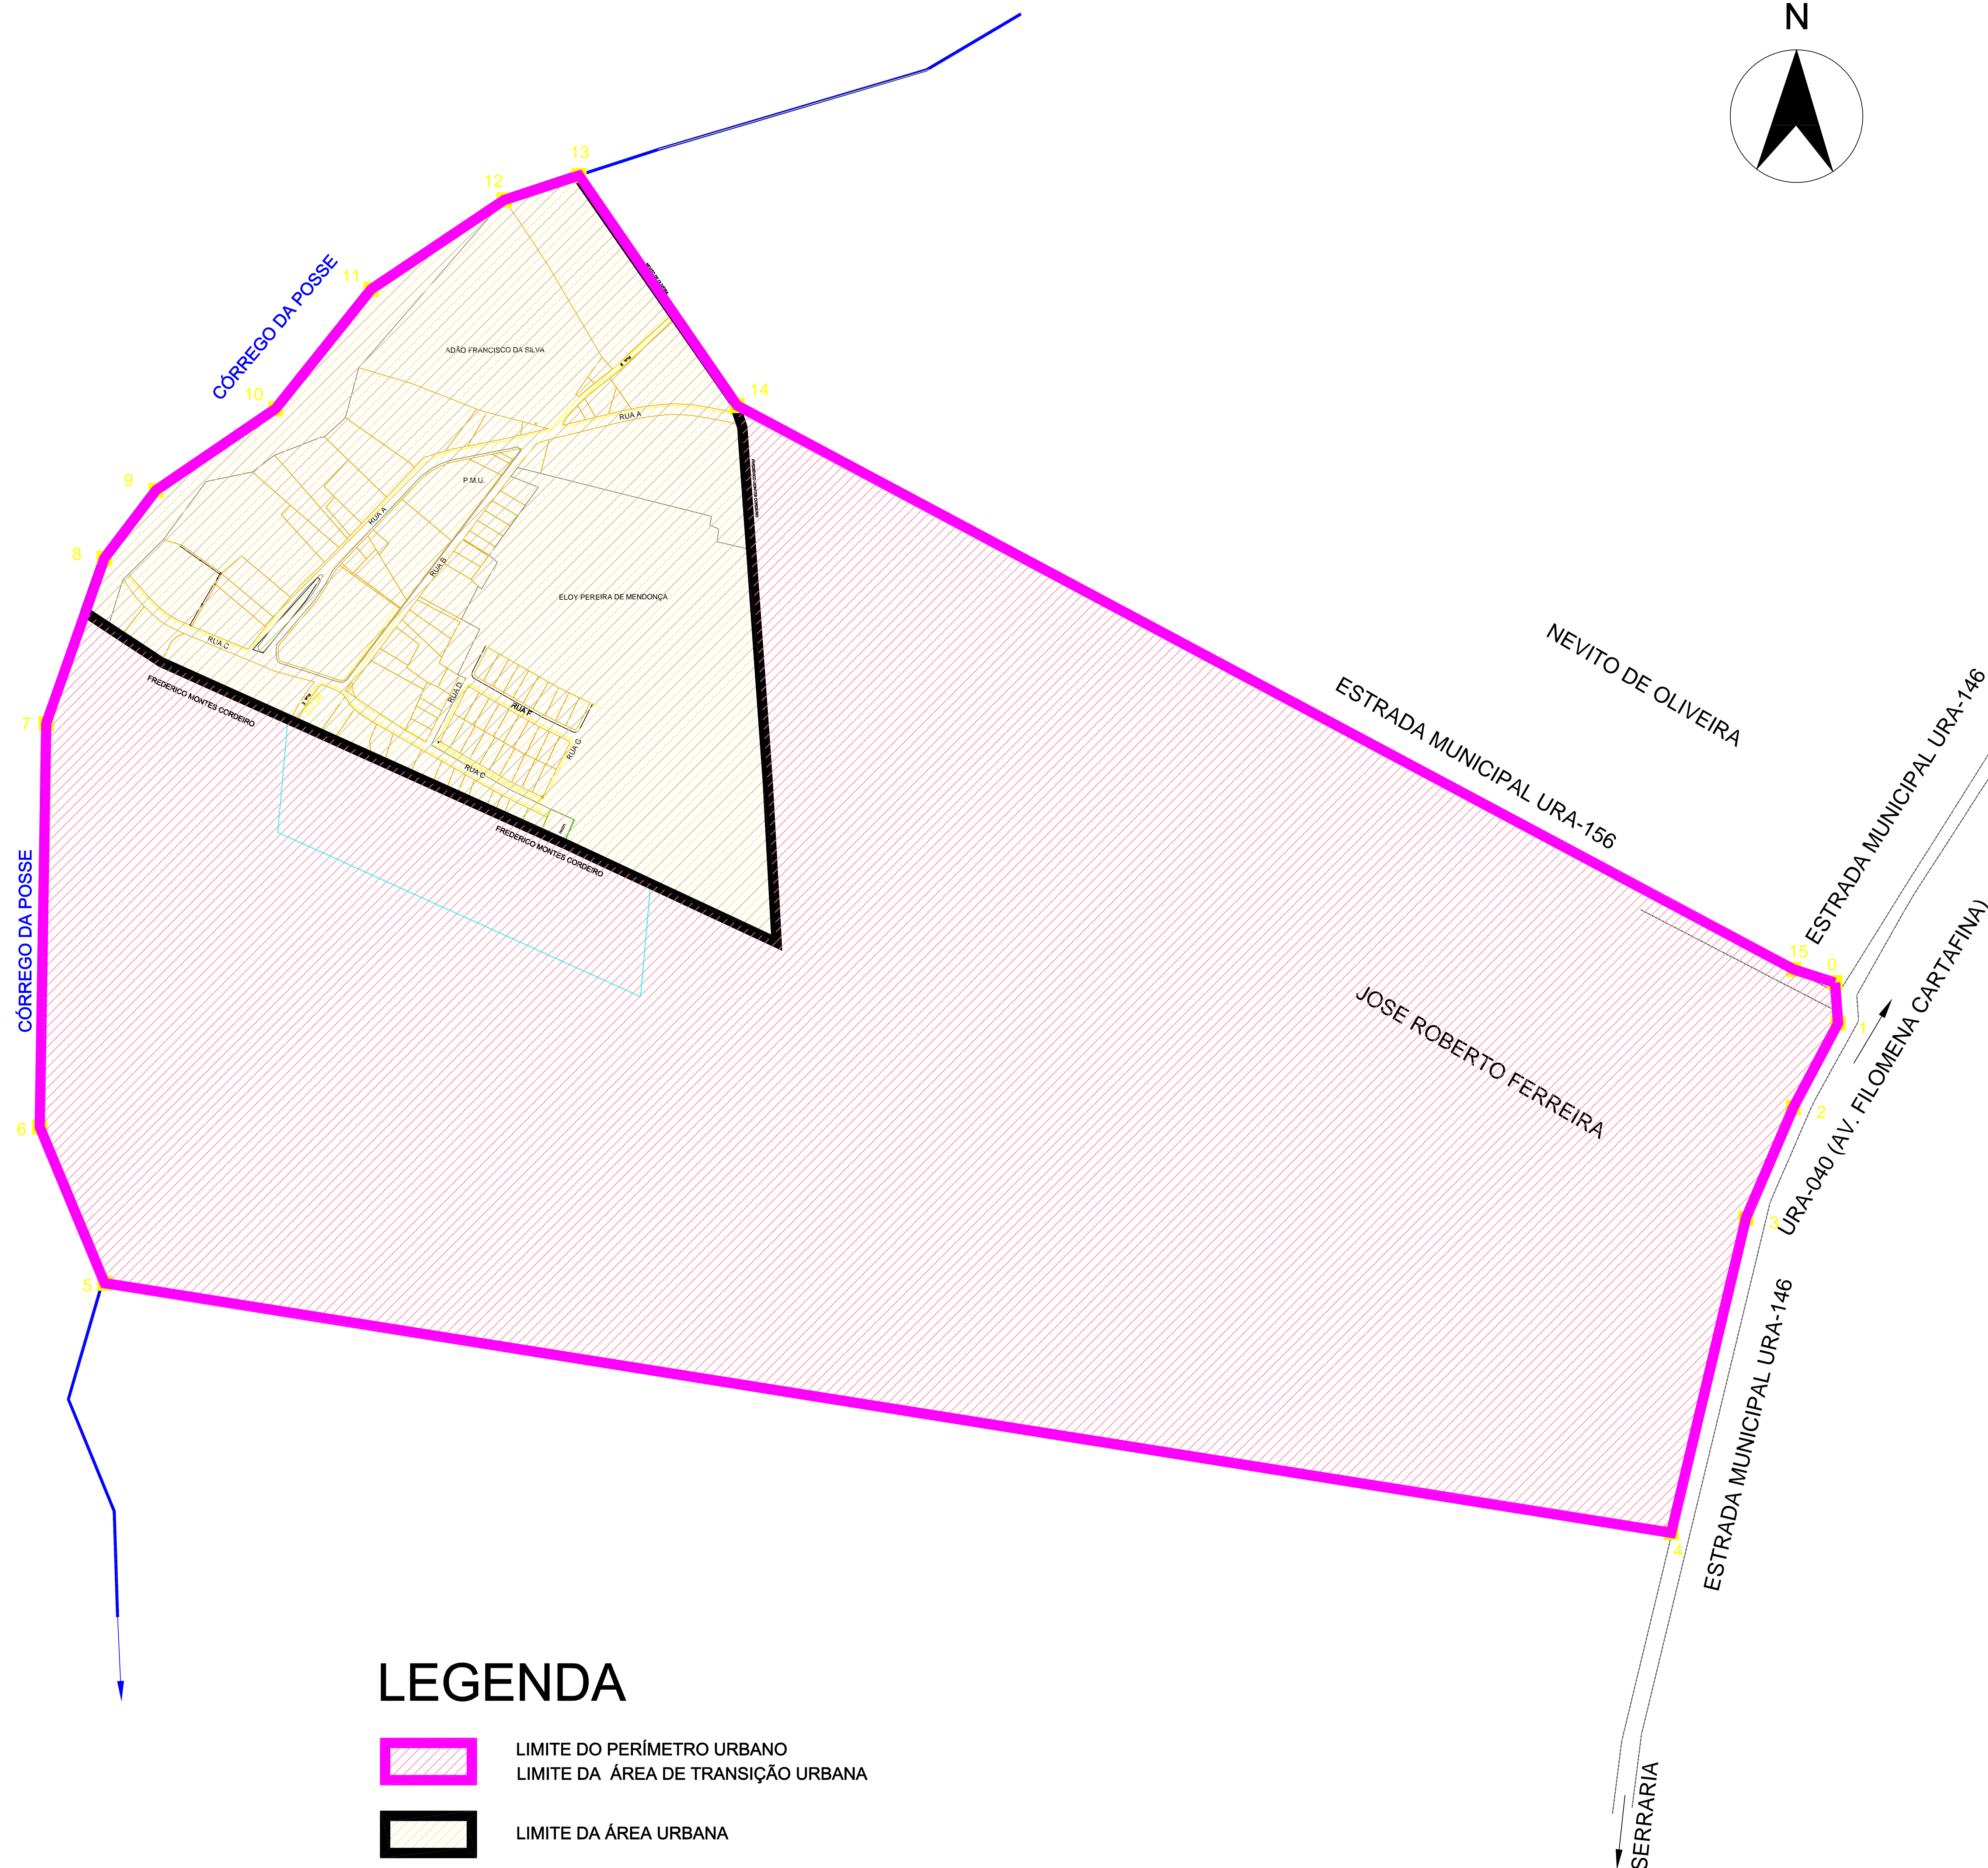 N
13
12
11
CÓRREGO DA POSSE
ADÃO FRANCISCO DA SILVA
10
14
RUA A
P.M.U.
9
RUA A
8
RUA B
ELOY PEREIRA DE MENDONÇA
NEVITO DE OLIVEIRA
RUA C
ESTRADA MUNICIPAL URA-146
ESTRADA MUNICIPAL URA-156
FREDERICO MONTES CORDEIRO
RUA D
RUA F
7
RUA G
RUA C
FREDERICO MONTES CORDEIRO
CÓRREGO DA POSSE
15
0
1
JOSE ROBERTO FERREIRA
URA-040 (AV. FILOMENA CARTAFINA)
2
6
3
5
ESTRADA MUNICIPAL URA-146
4
LEGENDA
LIMITE DO PERÍMETRO URBANO
LIMITE DA ÁREA DE TRANSIÇÃO URBANA
LIMITE DA ÁREA URBANA
SERRARIA